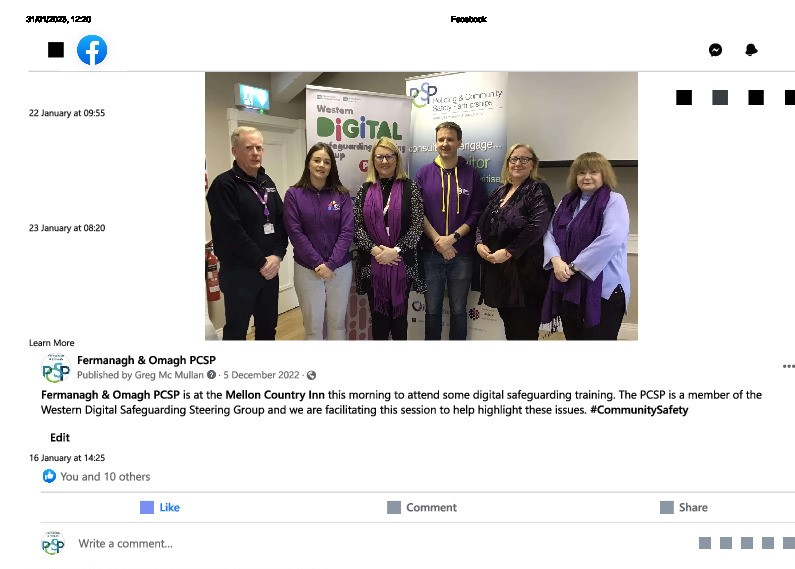 31/01/2023, 12:20
Facebook
22 January at 09:55
Western
DiGiTAL
safeguarding
PCSP
Policing & Community
Safety Partnerships
consult engage...
23 January at 08:20
Learn More
Fermanagh & Omagh PCSP
Published by Greg Mc Mullan · 5 December 2022 ·
Fermanagh & Omagh PCSP is at the Mellon Country Inn this morning to attend some digital safeguarding training. The PCSP is a member of the
Western Digital Safeguarding Steering Group and we are facilitating this session to help highlight these issues. #CommunitySafety
Edit
16 January at 14:25
You and 10 others
Like
Comment
Share
Write a comment...